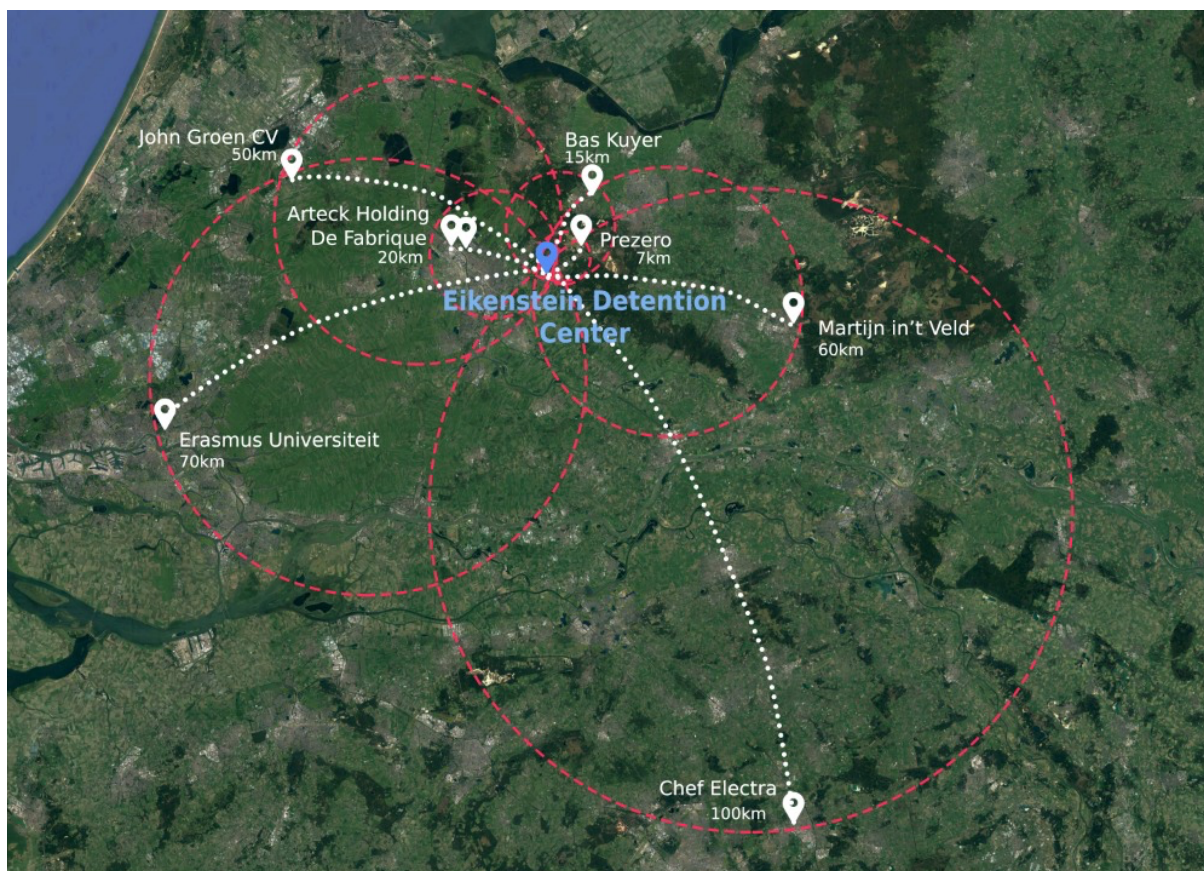 John Groen CV
50km
Bas Kuyer
15km
Arteck Holding
De Fabrique
20km
Prezero
7km
Eikenstein Detention
Center
Martijn in't Veld
60km
Erasmus Universiteit
70km
Chef Electra
100km